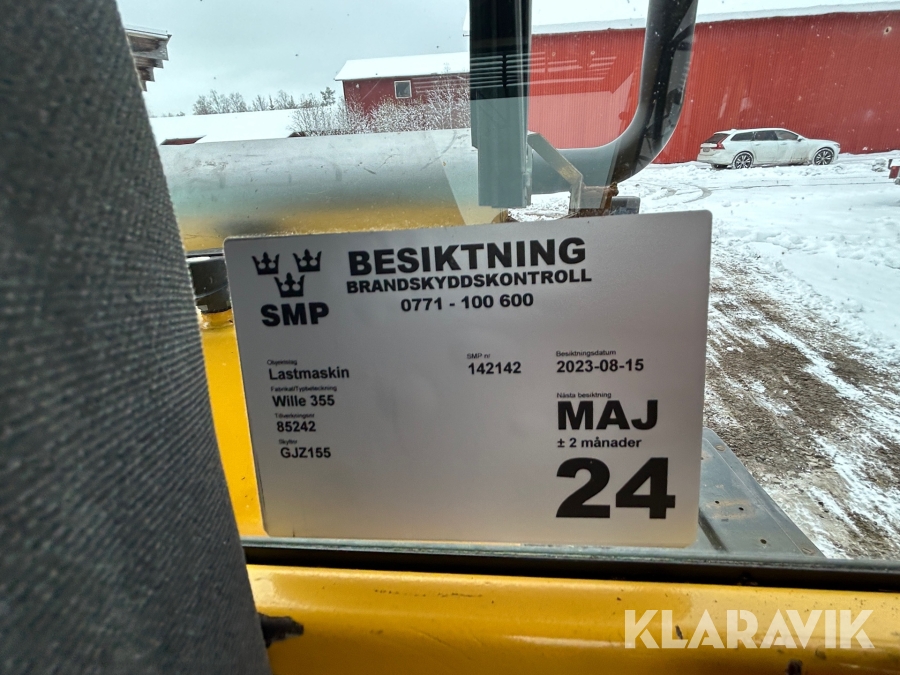 BESIKTNING
BRANDSKYDDSKONTROLL
0771 - 100 600
SMP
Objektslag
Lastmaskin
Fabrikat/Typbeteckning
Wille 355
Tillverkningsnr
85242
Skyltnr
GJZ155
SMP nr
142142
Besiktningsdatum
2023-08-15
Nästa besiktning
MAJ
± 2 månader
24
KLARAVIK